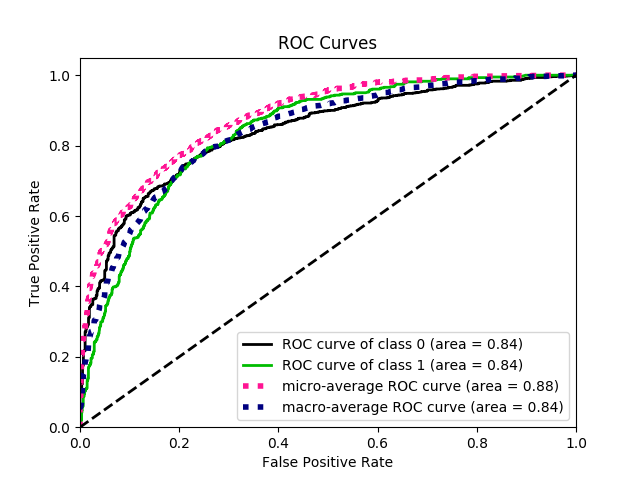 ROC Curves
True Positive Rate
1.0
0.8
0.6
0.4
0.2
0.0
ROC curve of class 0 (area = 0.84)
ROC curve of class 1 (area = 0.84)
micro-average ROC curve (area = 0.88)
macro-average ROC curve (area = 0.84)
0.0 0.2 0.4 0.6 0.8 1.0
False Positive Rate